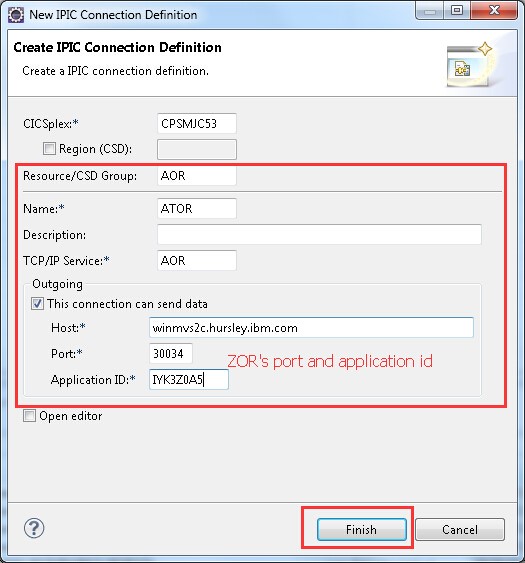 New IPIC Connection Definition
Create IPIC Connection Definition
Create a IPIC connection definition.
CICSplex:* CPSMJC53
Region (CSD):
Resource/CSD Group: AOR
Name:* ATOR
Description:
TCP/IP Service:* AOR
Outgoing
This connection can send data
Host:* winmvs2c.hursley.ibm.com
Port:* 30034
ZOR's port and application id
Application ID:* IYK3Z0A5
Open editor
? Finish Cancel